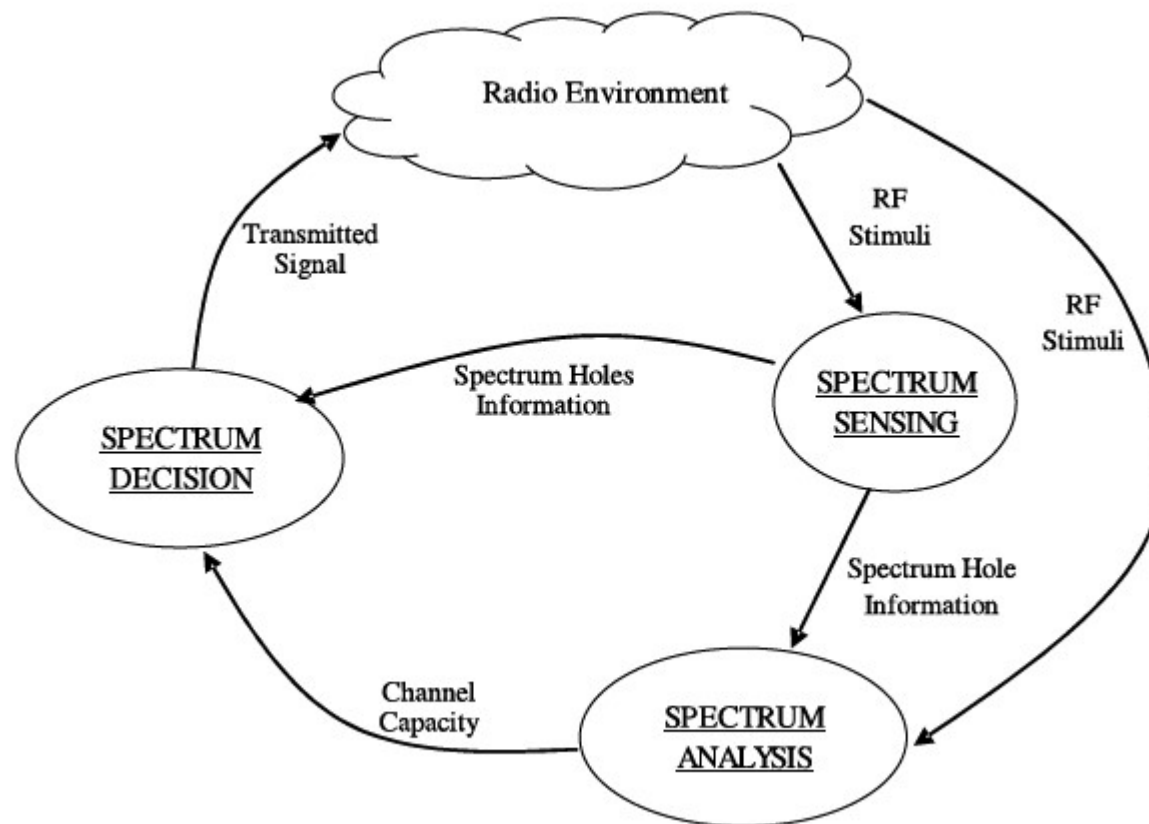 Radio Environment
RF
Stimuli
Transmitted
Signal
RF
Stimuli
Spectrum Holes
Information
SPECTRUM
SENSING
SPECTRUM
DECISION
Spectrum Hole
Information
Channel
Capacity
SPECTRUM
ANALYSIS